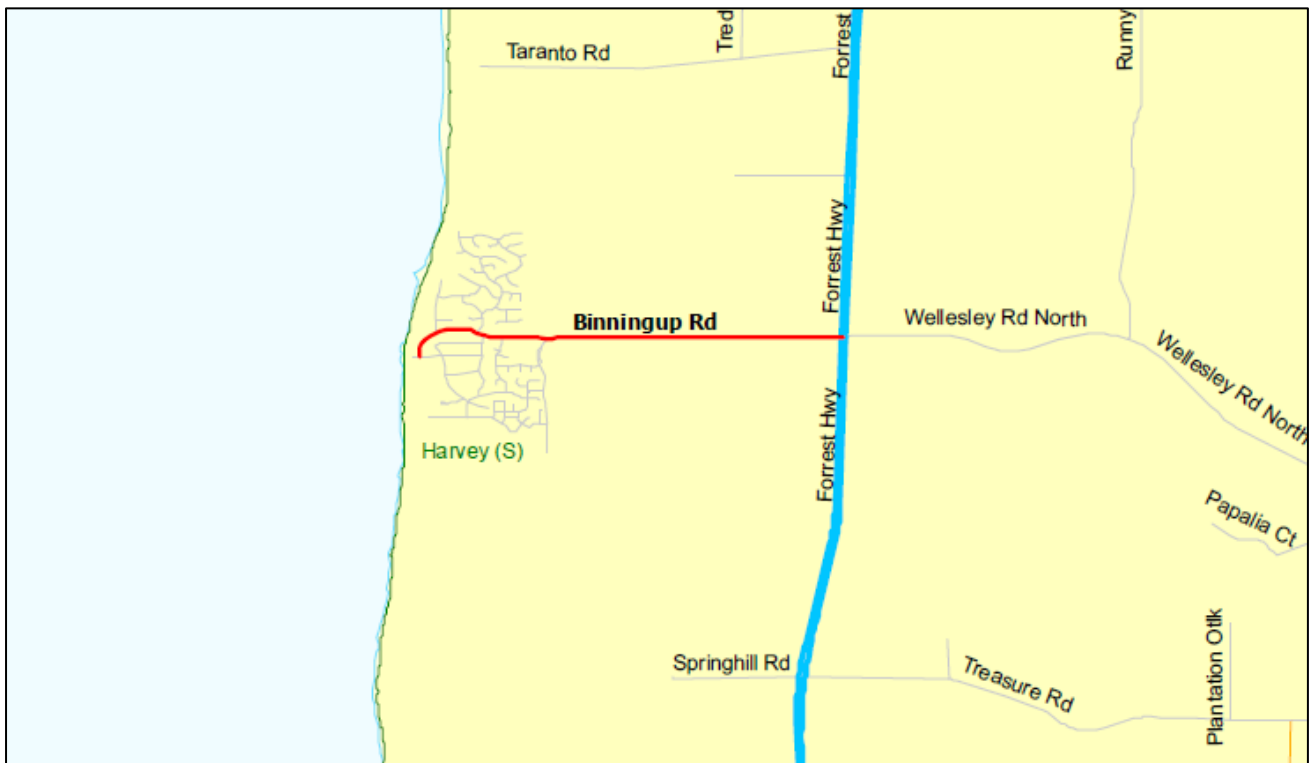 Tred
Forrest
Taranto Rd
Runny
Forrest Hwy
Binningup Rd
Wellesley Rd North
Wellesley Rd North
Forrest Hwy
Harvey (S)
Papalia Ct
Plantation Otlk
Springhill Rd
Treasure Rd